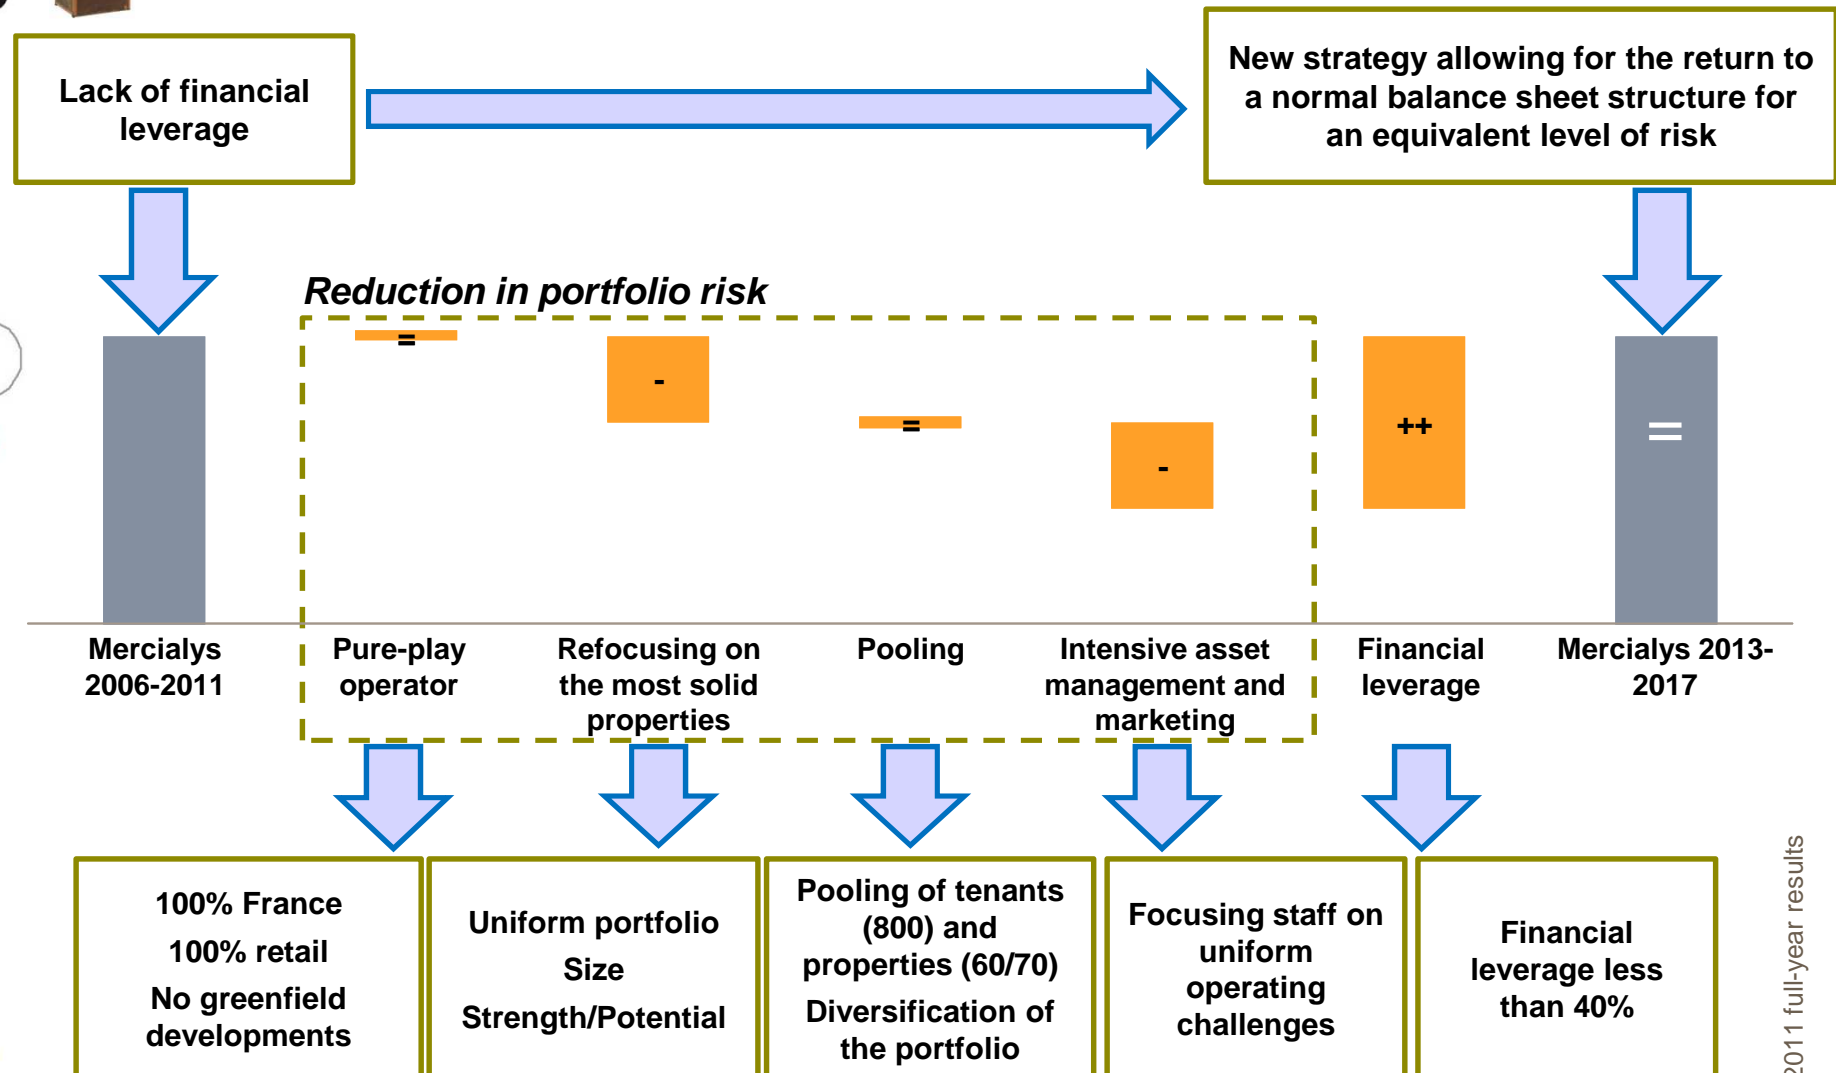 Lack of financial
leverage
New strategy allowing for the return to
a normal balance sheet structure for
an equivalent level of risk
Reduction in portfolio risk
=
-
=
-
++
=
Mercialys
2006-2011
Pure-play
operator
Refocusing on
the most solid
properties
Pooling
Intensive asset
management and
marketing
Financial
leverage
Mercialys 2013-
2017
100% France
100% retail
No greenfield
developments
Uniform portfolio
Size
Strength/Potential
Pooling of tenants
(800) and
properties (60/70)
Diversification of
the portfolio
Focusing staff on
uniform
operating
challenges
Financial
leverage less
than 40%
2011 full-year results